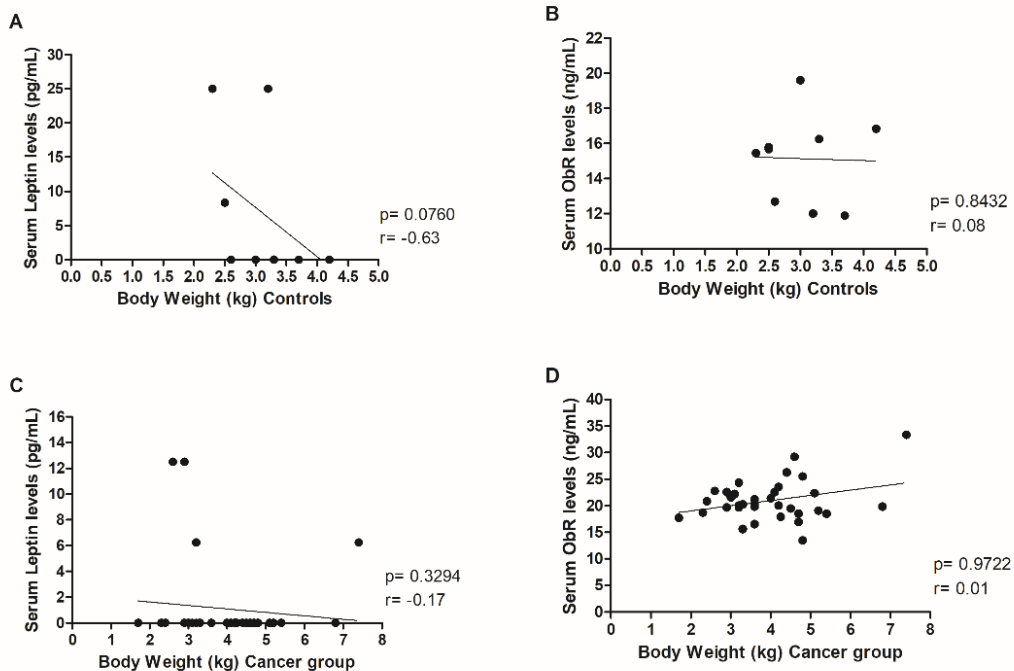 A
Serum Leptin levels (pg/mL)
30
25
20
15
10
5
0
0.0 0.5 1.0 1.5 2.0 2.5 3.0 3.5 4.0 4.5 5.0
Body Weight (kg) Controls
p= 0.0760
r= -0.63
B
Serum ObR levels (ng/mL)
22
20
18
16
14
12
10
0.0 0.5 1.0 1.5 2.0 2.5 3.0 3.5 4.0 4.5 5.0
Body Weight (kg) Controls
p= 0.8432
r= 0.08
C
Serum Leptin levels (pg/mL)
16
14
12
10
8
6
4
2
0
0 1 2 3 4 5 6 7 8
Body Weight (kg) Cancer group
p= 0.3294
r= -0.17
D
Serum ObR levels (ng/mL)
40
35
30
25
20
15
10
5
0
0 1 2 3 4 5 6 7 8
Body Weight (kg) Cancer group
p= 0.9722
r= 0.01